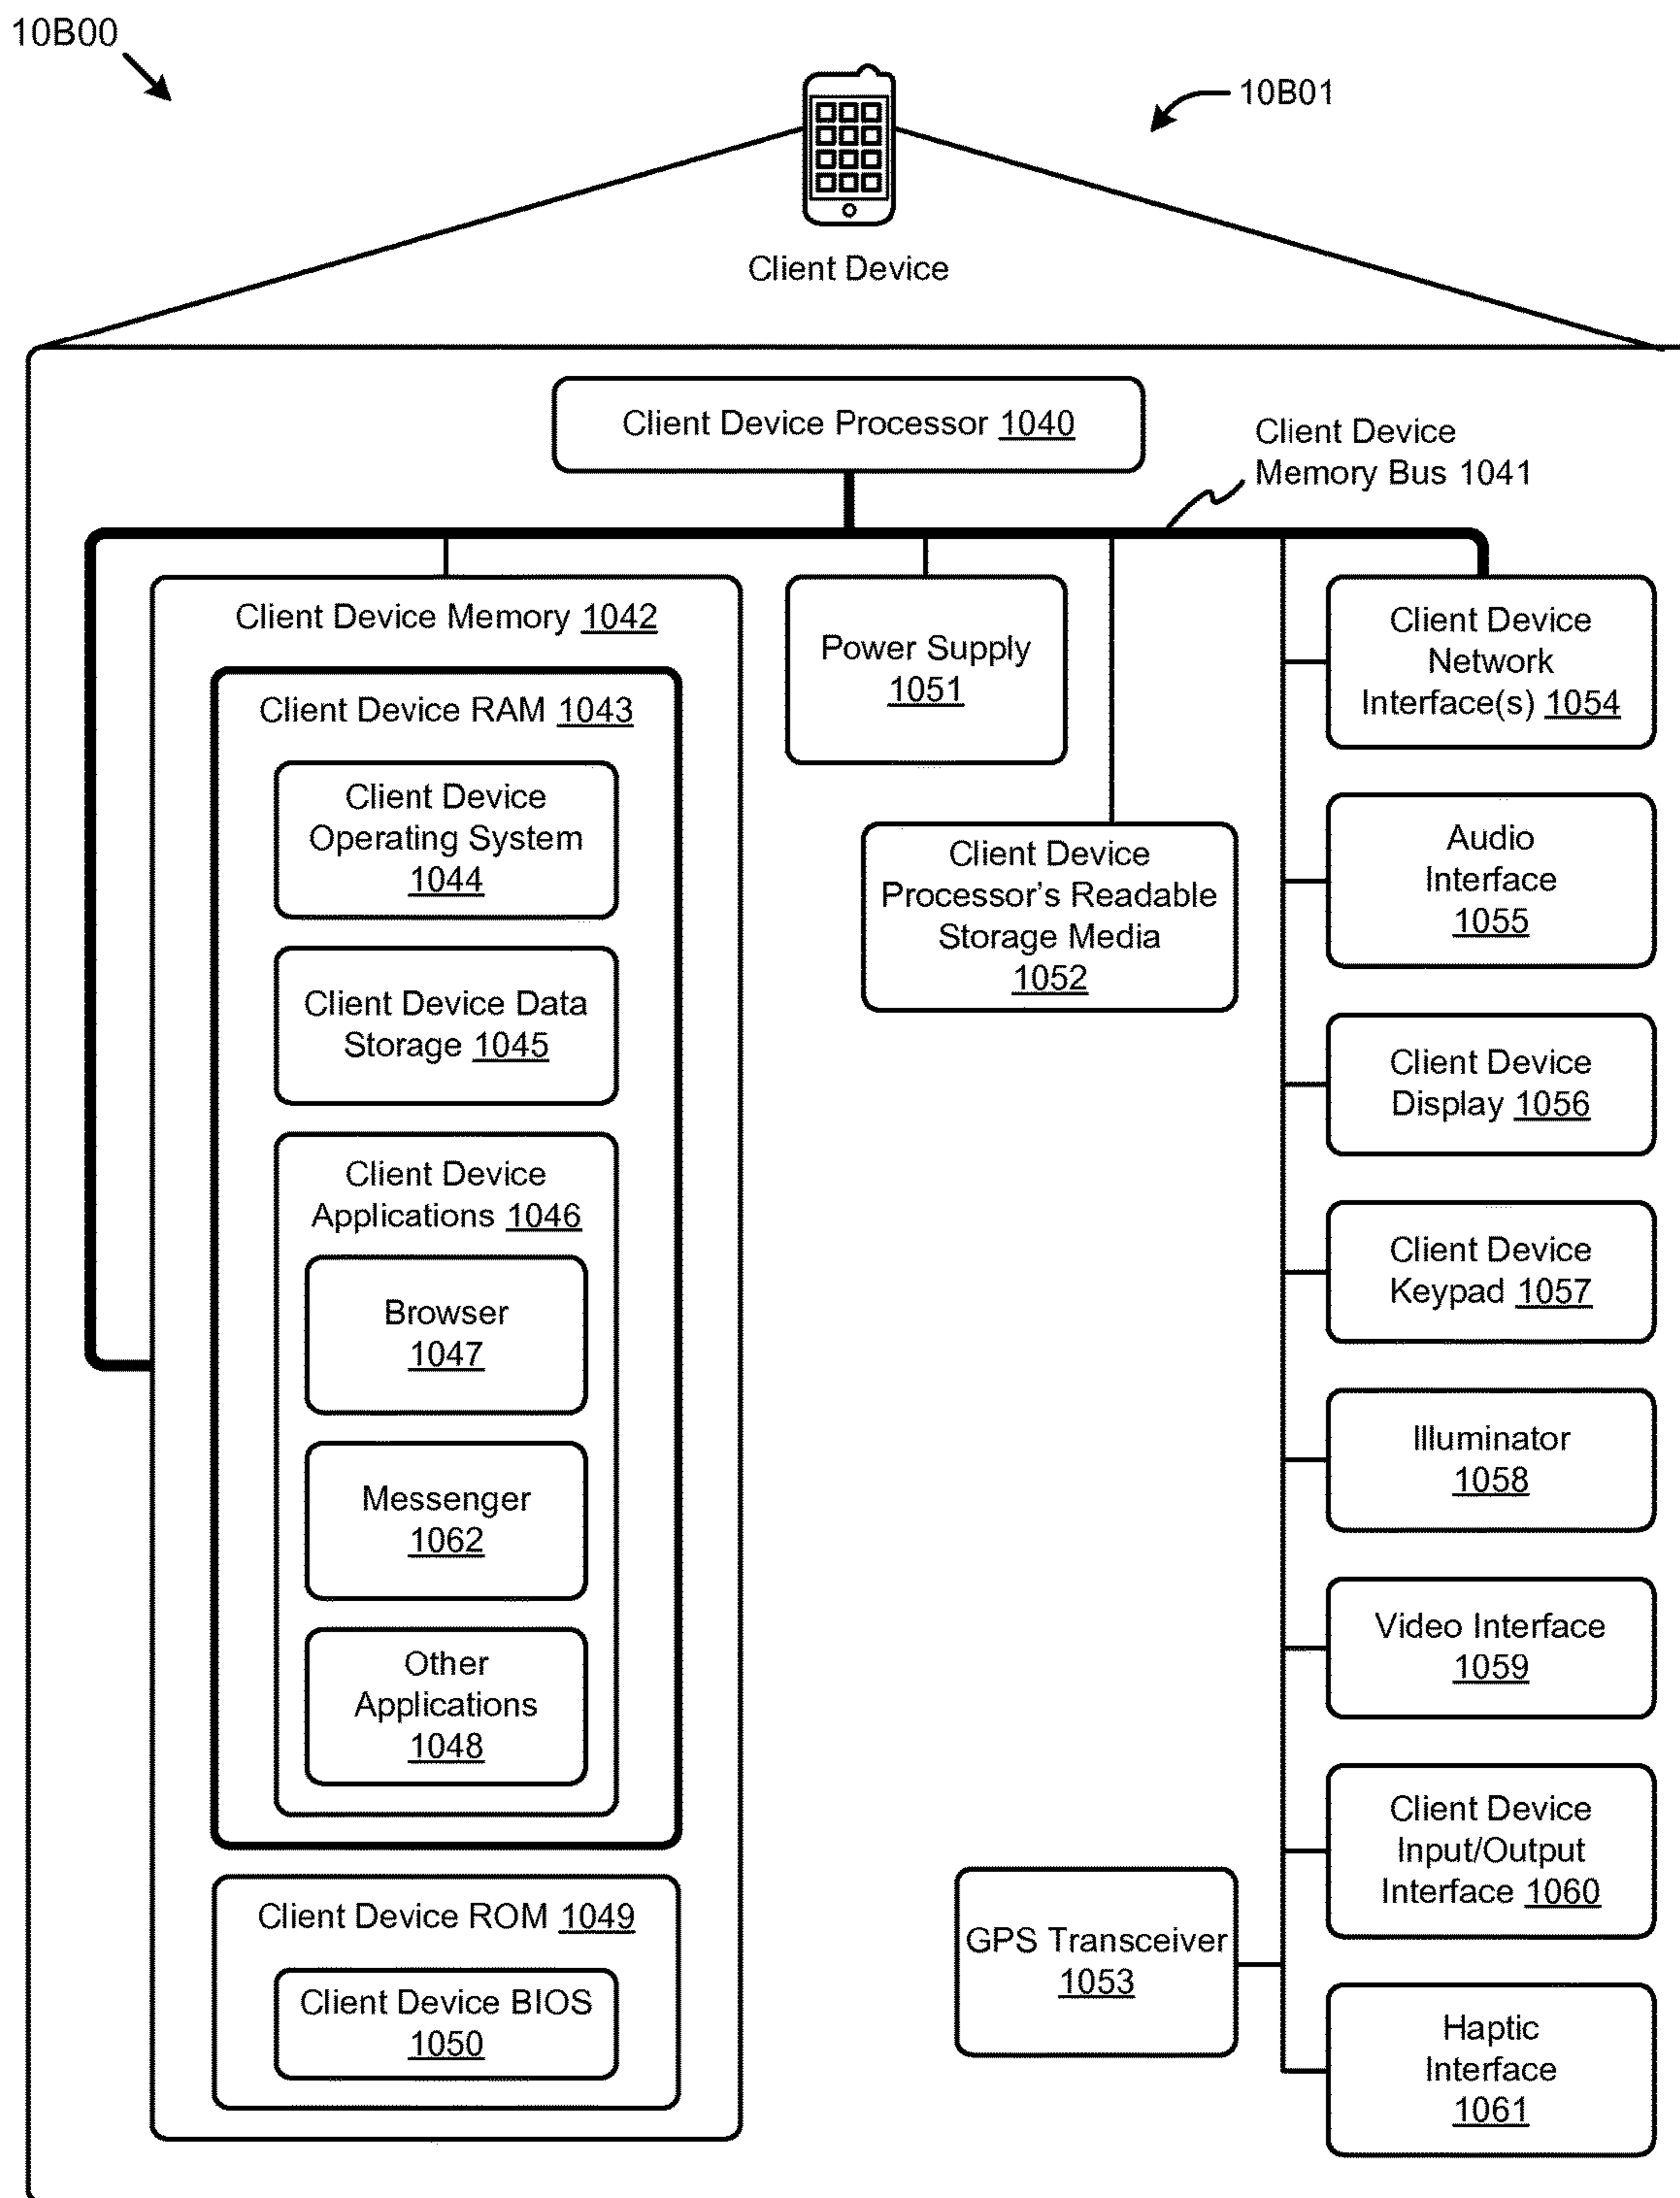 10B00
10B01
Client Device
Client Device Processor 1040
Client Device
Memory Bus 1041
Client Device Memory 1042
Client Device RAM 1043
Client Device
Operating System
1044
Client Device Data
Storage 1045
Client Device
Applications 1046
Browser
1047
Messenger
1062
Other
Applications
1048
Client Device ROM 1049
Client Device BIOS
1050
Power Supply
1051
Client Device
Processor’s Readable
Storage Media
1052
GPS Transceiver
1053
Client Device
Network
Interface(s) 1054
Audio
Interface
1055
Client Device
Display 1056
Client Device
Keypad 1057
Illuminator
1058
Video Interface
1059
Client Device
Input/Output
Interface 1060
Haptic
Interface
1061